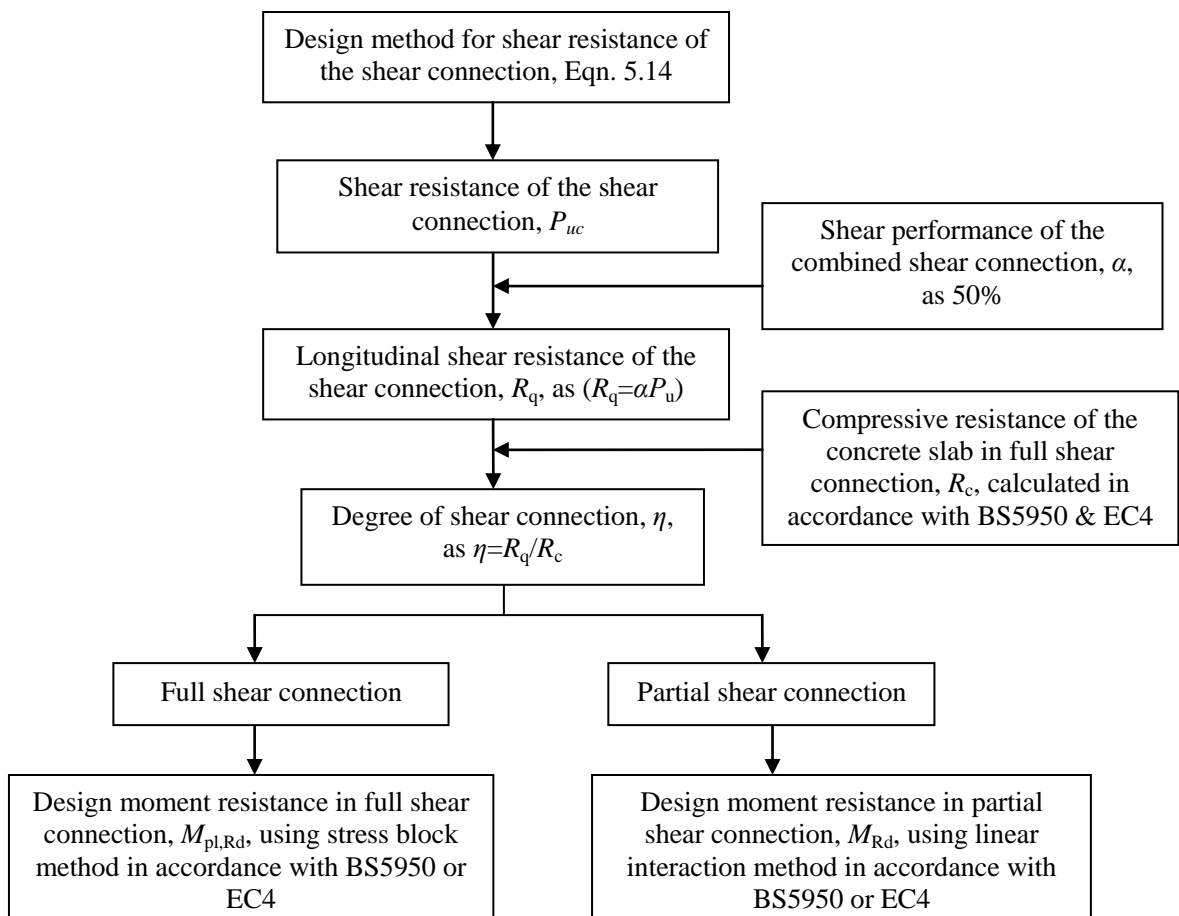 Design method for shear resistance of
the shear connection, Eqn. 5.14
Shear resistance of the shear
connection, Puc
Shear performance of the
combined shear connection, α,
as 50%
Longitudinal shear resistance of the
shear connection, Rq, as (Rq=αPu)
Compressive resistance of the
concrete slab in full shear
connection, Rc, calculated in
accordance with BS5950 & EC4
Degree of shear connection, η,
as η=Rq/Rc
Full shear connection
Partial shear connection
Design moment resistance in full shear
connection, Mpl,Rd, using stress block
method in accordance with BS5950 or
EC4
Design moment resistance in partial
shear connection, MRd, using linear
interaction method in accordance with
BS5950 or EC4